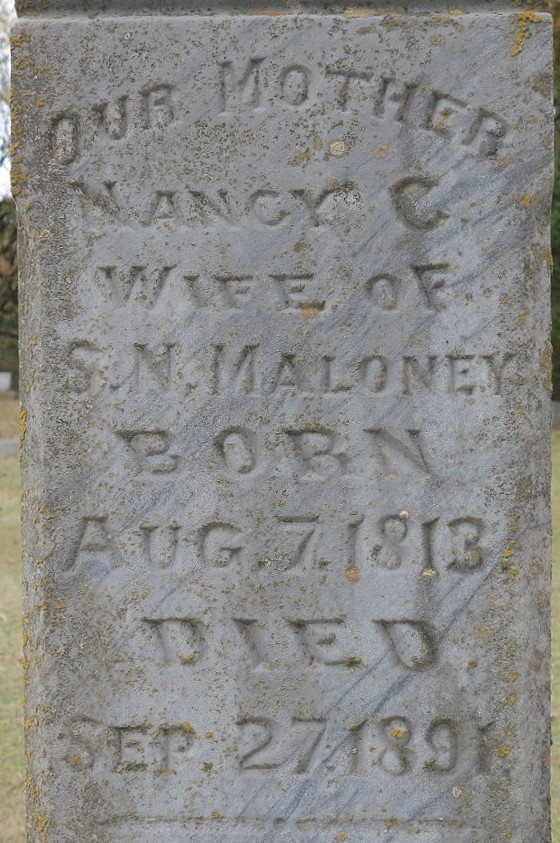 OUR MOTHER
NANCY C.
WIFE OF
S. N. MALONEY
BORN
AUG. 7. 1813.
DIED
SEP 27. 1891.